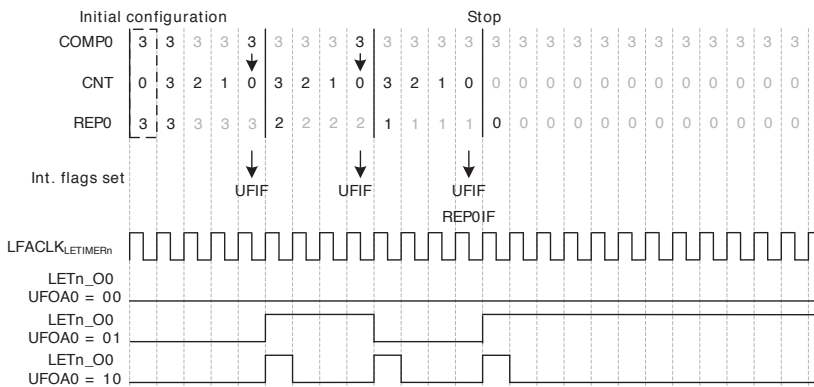 Initial configuration Stop
COMP0 3 3 3 3 3 3 3 3 3 3 3 3 3 3 3 3 3 3 3 3 3 3 3 3 3
CNT 0 3 2 1 0 3 2 1 0 3 2 1 0 0 0 0 0 0 0 0 0 0 0 0 0
REP0 3 3 3 3 3 2 2 2 2 1 1 1 1 0 0 0 0 0 0 0 0 0 0 0 0
Int. flags set
UFIF UFIF UFIF
REP0IF
LFACLKLETIMERn
LETn_O0
UFOA0 = 00
LETn_O0
UFOA0 = 01
LETn_O0
UFOA0 = 10